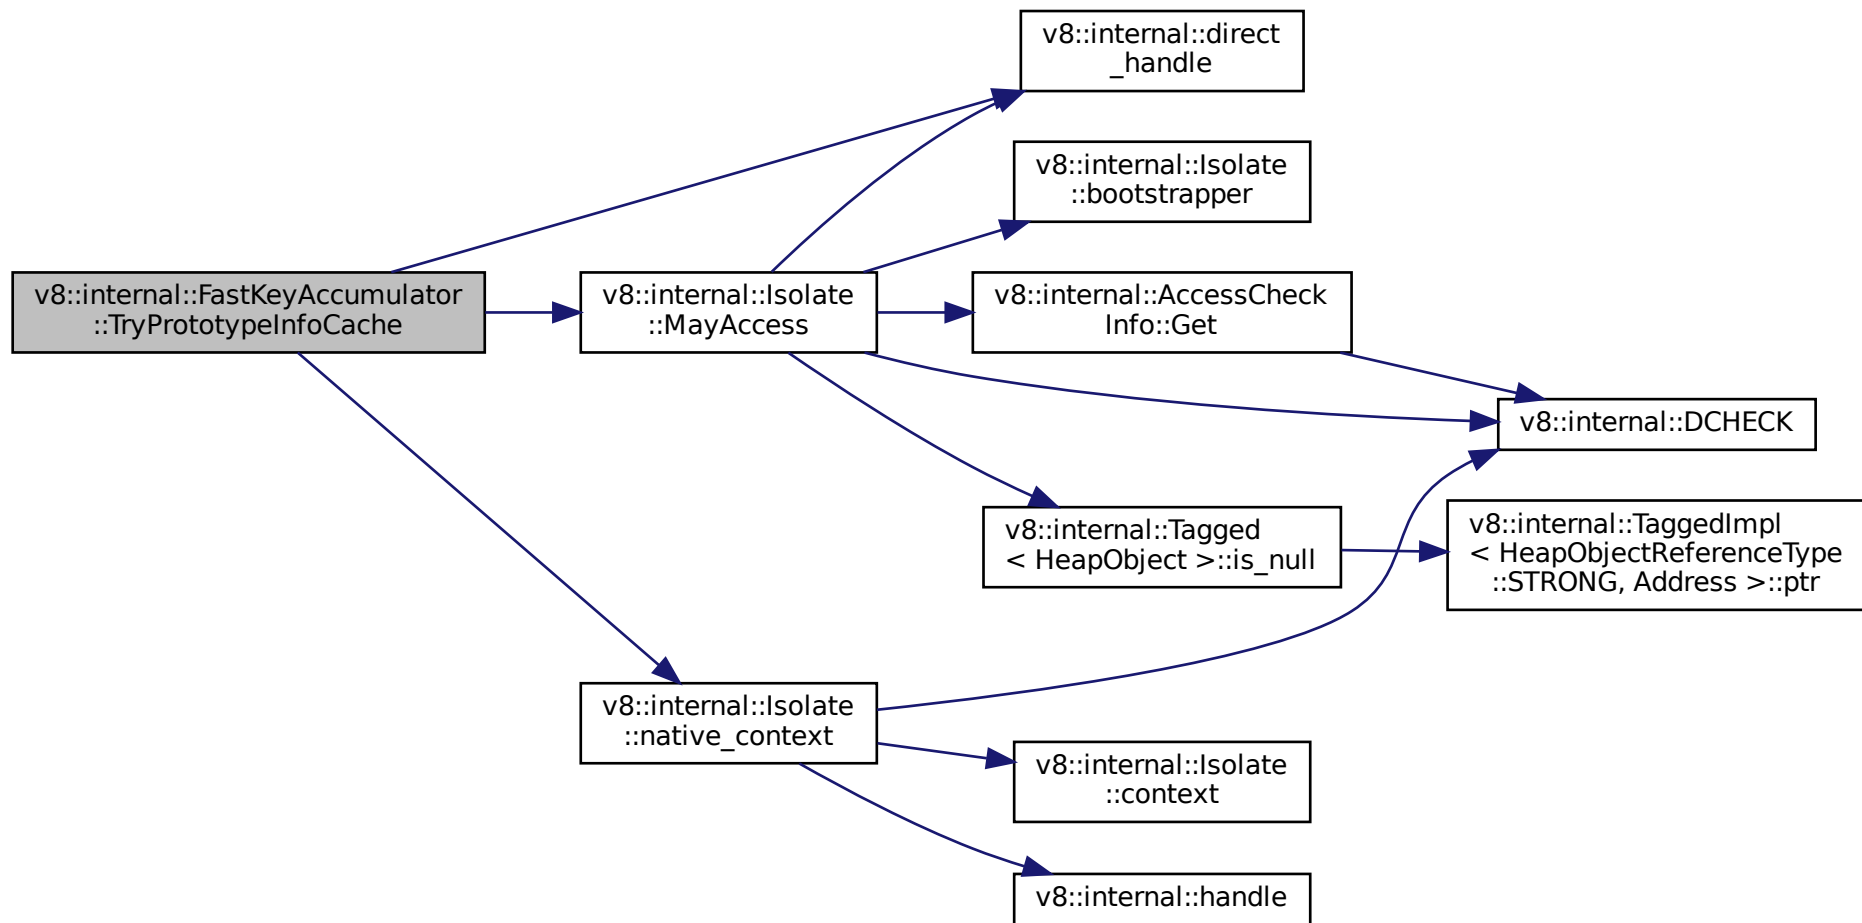 v8::internal::direct
_handle
v8::internal::Isolate
::bootstrapper
v8::internal::FastKeyAccumulator
::TryPrototypeInfoCache
v8::internal::Isolate
::MayAccess
v8::internal::AccessCheck
Info::Get
v8::internal::DCHECK
v8::internal::Tagged
< HeapObject >::is_null
v8::internal::TaggedImpl
< HeapObjectReferenceType
::STRONG, Address >::ptr
v8::internal::Isolate
::native_context
v8::internal::Isolate
::context
v8::internal::handle